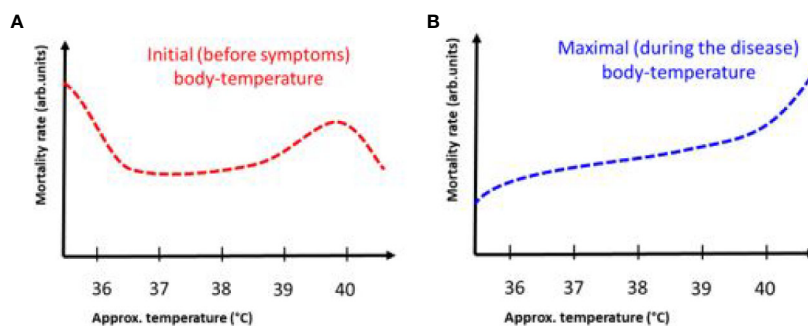 A
Initial (before symptoms)
body-temperature
Mortality rate (arb.units)
36 37 38 39 40
Approx. temperature (°C)
B
Maximal (during the disease)
body-temperature
Mortality rate (arb.units)
36 37 38 39 40
Approx. temperature (°C)